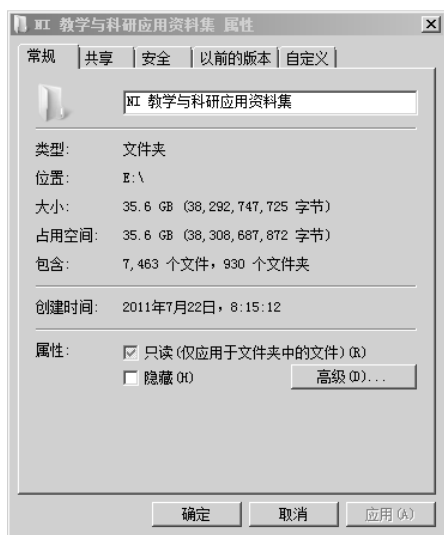 NI 教学与科研应用资料集 属性
常规 共享 安全 以前的版本 自定义
NI 教学与科研应用资料集
类型: 文件夹
位置: E:\
大小: 35.6 GB (38,292,747,725 字节)
占用空间: 35.6 GB (38,308,687,872 字节)
包含: 7,463 个文件，930 个文件夹
创建时间: 2011年7月22日，8:15:12
属性: 只读(仅应用于文件夹中的文件)(R)
隐藏(H) 高级(D)...
确定 取消 应用(A)